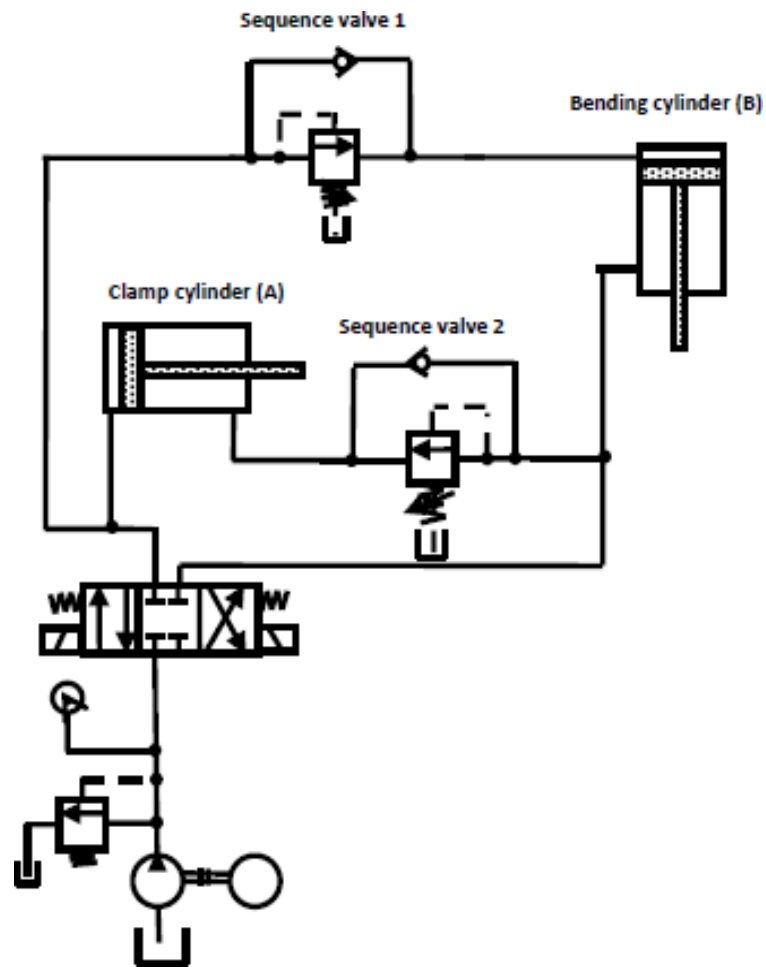 Sequence valve 1
Bending cylinder (B)
Clamp cylinder (A)
Sequence valve 2